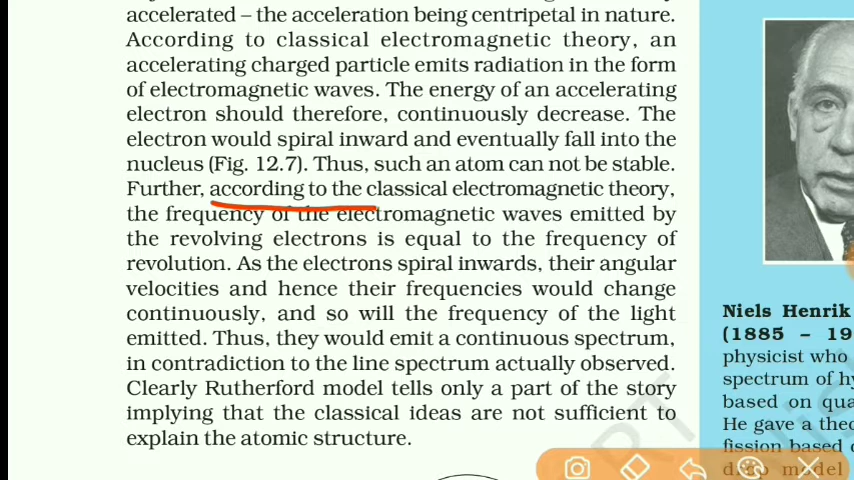 accelerated – the acceleration being centripetal in nature.
According to classical electromagnetic theory, an
accelerating charged particle emits radiation in the form
of electromagnetic waves. The energy of an accelerating
electron should therefore, continuously decrease. The
electron would spiral inward and eventually fall into the
nucleus (Fig. 12.7). Thus, such an atom can not be stable.
Further, according to the classical electromagnetic theory,
the frequency of the electromagnetic waves emitted by
the revolving electrons is equal to the frequency of
revolution. As the electrons spiral inwards, their angular
velocities and hence their frequencies would change
continuously, and so will the frequency of the light
emitted. Thus, they would emit a continuous spectrum,
in contradiction to the line spectrum actually observed.
Clearly Rutherford model tells only a part of the story
implying that the classical ideas are not sufficient to
explain the atomic structure.
Niels Henrik
(1885 – 19
physicist who
spectrum of hy
based on qua
He gave a theo
fission based o
drop model